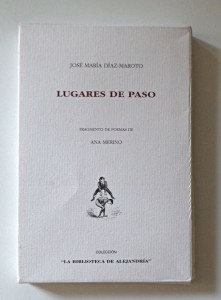 JOSÉ MARÍA DÍAZ-MAROTO
LUGARES DE PASO
FRAGMENTO DE POEMAS DE
ANA MERINO
COLECCIÓN
"LA BIBLIOTECA DE ALEJANDRÍA"